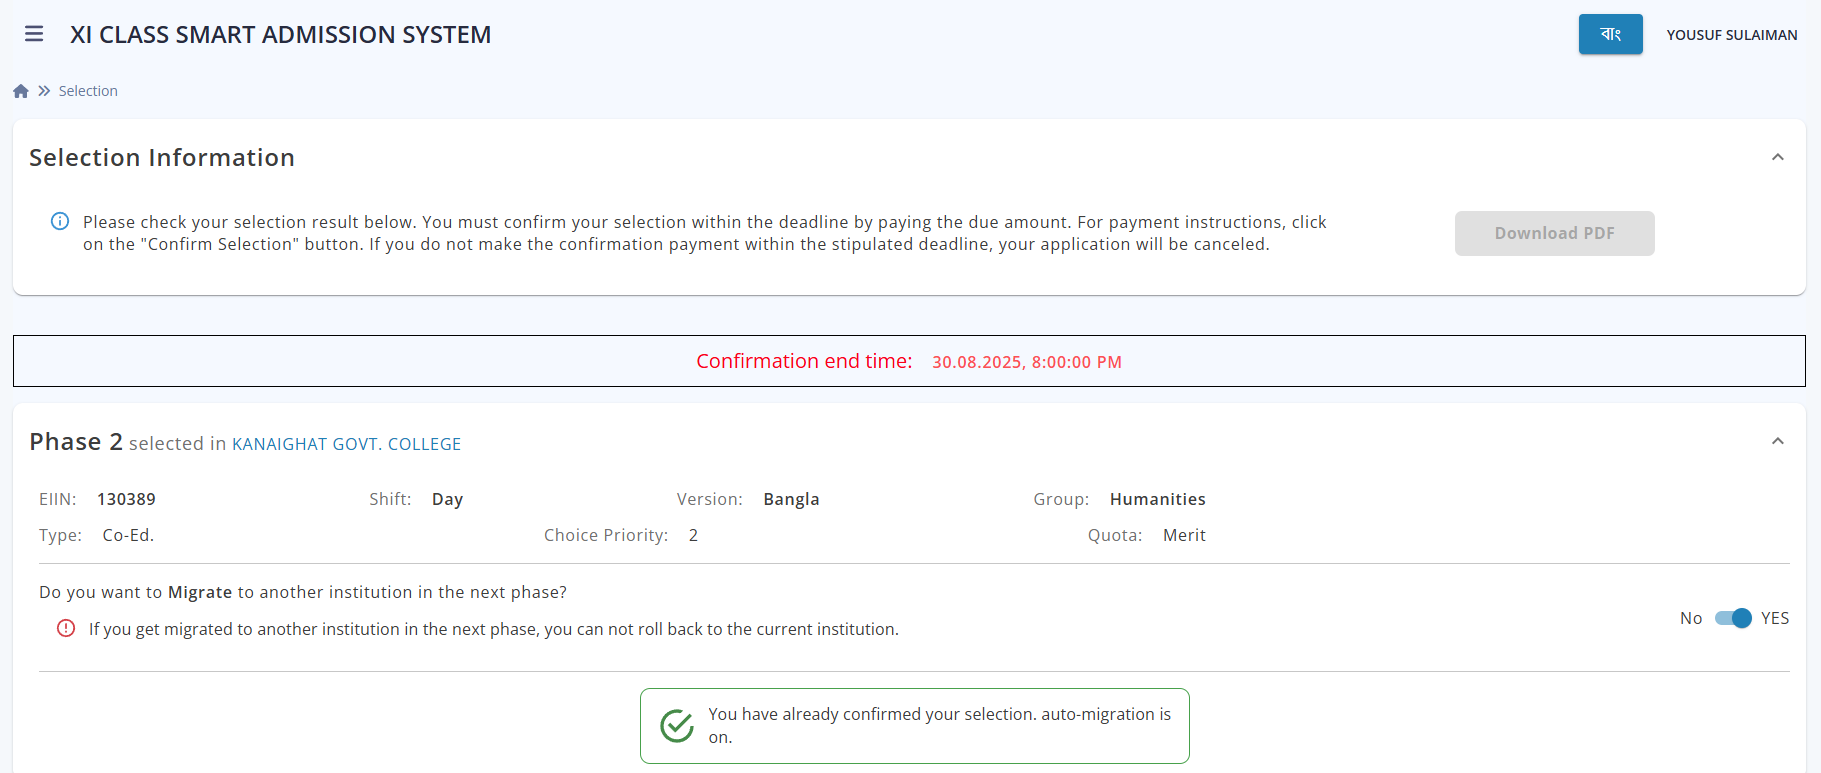 XI CLASS SMART ADMISSION SYSTEM
বাং
YOUSUF SULAIMAN
Selection
Selection Information
Please check your selection result below. You must confirm your selection within the deadline by paying the due amount. For payment instructions, click
on the "Confirm Selection" button. If you do not make the confirmation payment within the stipulated deadline, your application will be canceled.
Download PDF
Confirmation end time: 30.08.2025, 8:00:00 PM
Phase 2 selected in KANAIGHAT GOVT. COLLEGE
EIIN: 130389 Shift: Day Version: Bangla Group: Humanities
Type: Co-Ed. Choice Priority: 2 Quota: Merit
Do you want to Migrate to another institution in the next phase?
If you get migrated to another institution in the next phase, you can not roll back to the current institution.
No YES
You have already confirmed your selection. auto-migration is
on.